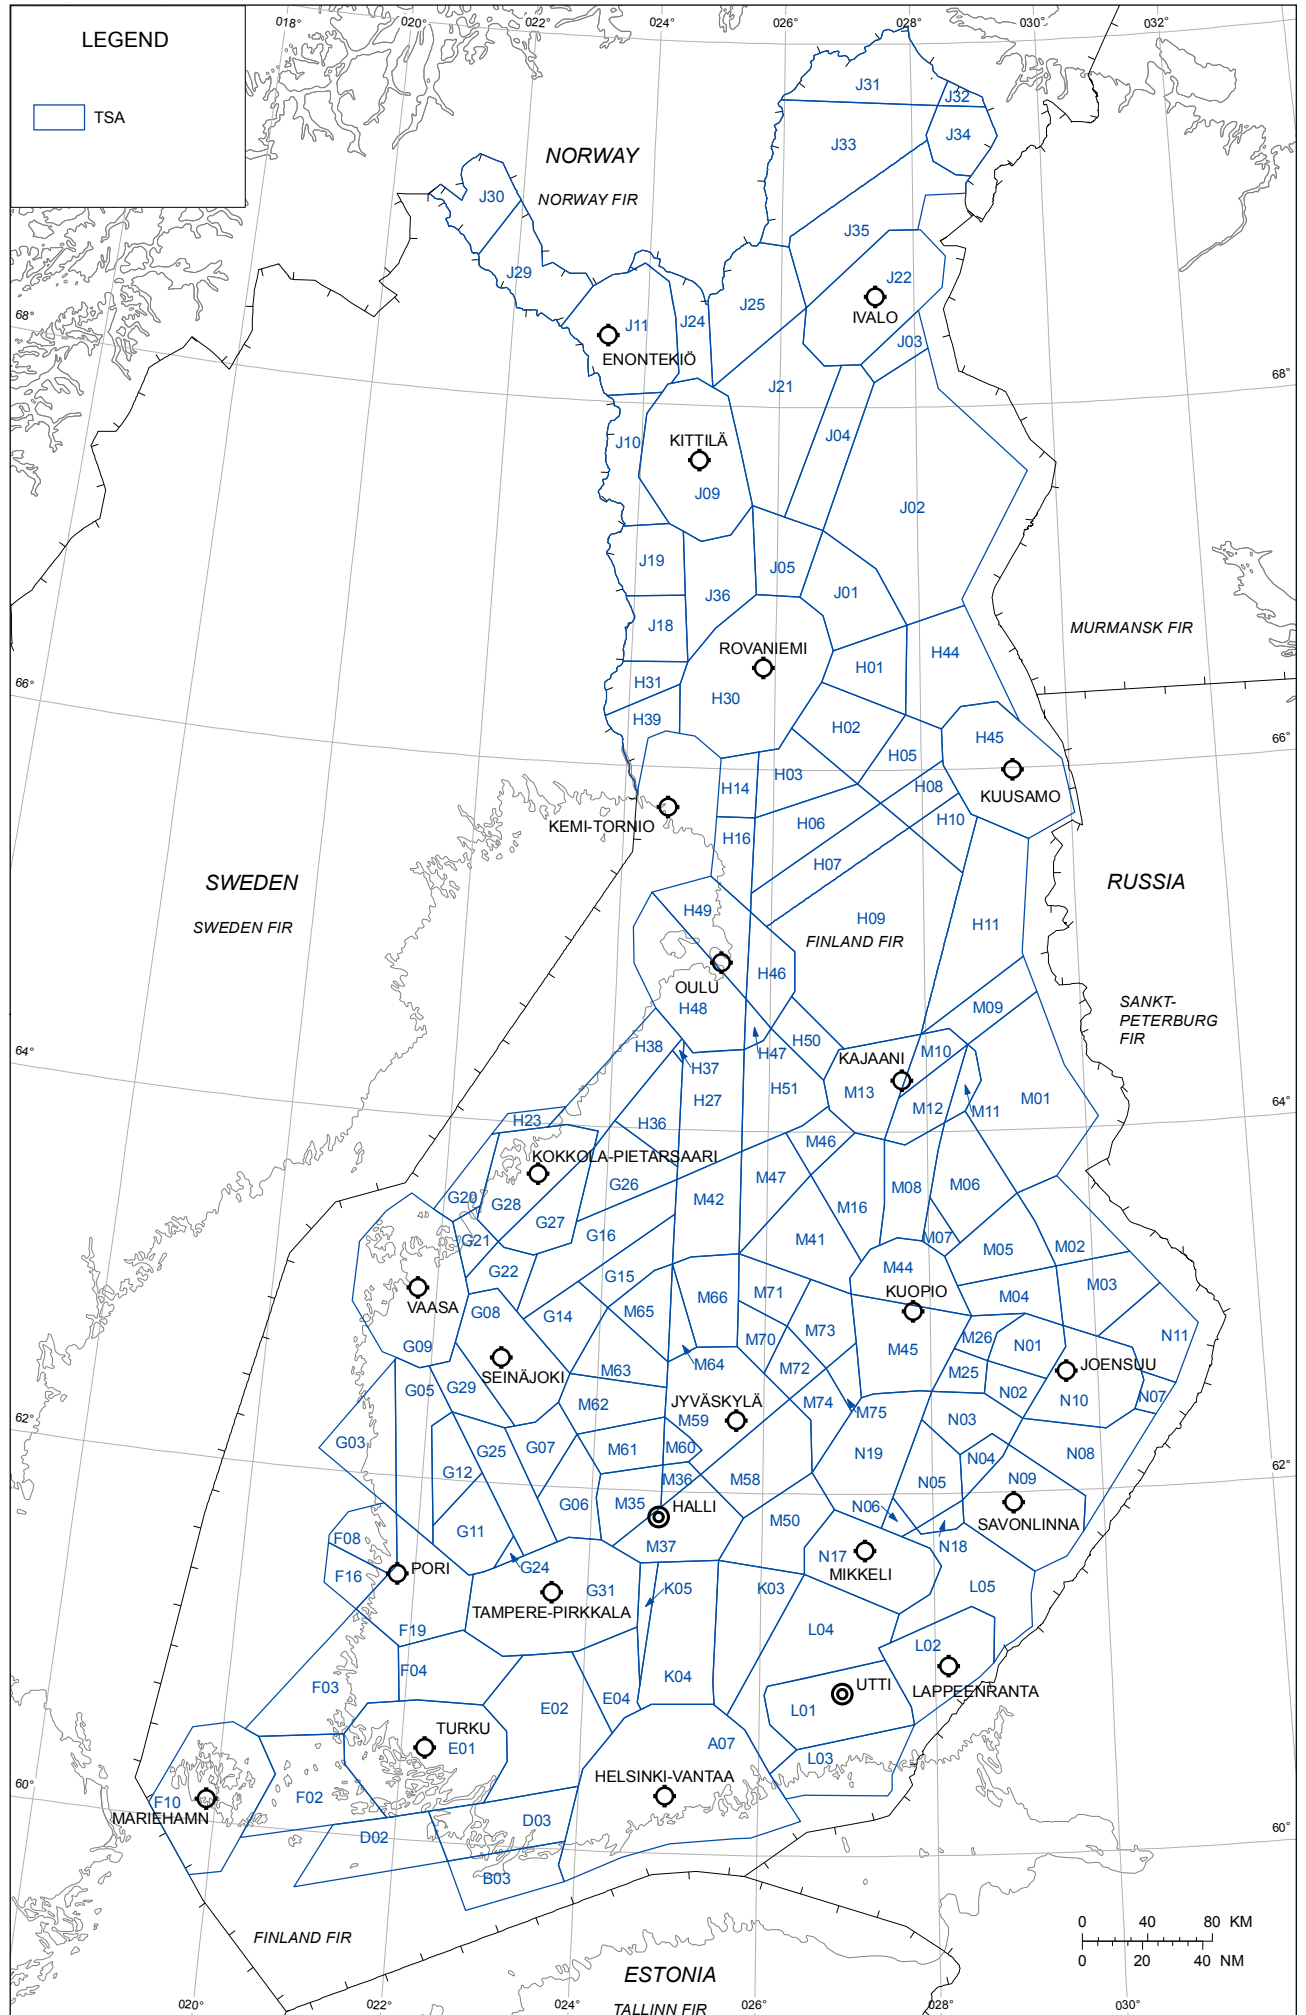 018°
020°
022°
024°
026°
028°
030°
032°
LEGEND
TSA
J31
J32
J33
J34
NORWAY
NORWAY FIR
J30
J35
J29
J22
IVALO
J25
J24
J11
ENONTEKIÖ
J03
68°
68°
J21
J10
KITTILÄ
J04
J09
J02
J19
J05
J36
J01
J18
MURMANSK FIR
ROVANIEMI
H44
H01
H31
H30
66°
H39
H02
H45
66°
H05
H03
H14
H08
KUUSAMO
H10
KEMI-TORNIO
H06
H16
H07
SWEDEN
SWEDEN FIR
RUSSIA
H49
H09
H11
FINLAND FIR
H46
OULU
H48
SANKT-
PETERBURG
FIR
M09
H38
H50
H47
H37
KAJAANI
M10
64°
H51
M13
H27
M12
M11
M01
64°
H23
H36
M46
KOKKOLA-PIETARSAARI
M47
G26
M08
M06
G20
G28
M42
M16
G27
G16
G21
M07
M41
M05
M02
G22
G15
M44
KUOPIO
M71
M03
M04
VAASA
G08
M66
M65
G14
M73
M70
M26
N11
G09
M45
N01
M64
JOENSUU
SEINÄJOKI
M63
M72
M25
G29
G05
N02
N10
N07
M62
JYVÄSKYLÄ
M74
M75
M59
N03
62°
G03
G25
G07
M61
M60
N19
N08
N04
62°
G12
M36
M58
N05
N09
G06
M35
HALLI
N06
SAVONLINNA
M50
F08
G11
N18
M37
N17
MIKKELI
G24
F16
PORI
G31
K05
K03
L05
TAMPERE-PIRKKALA
F19
L04
L02
F04
K04
UTTI
F03
LAPPEENRANTA
E04
E02
L01
TURKU
E01
A07
L03
HELSINKI-VANTAA
60°
F02
F10
MARIEHAMN
D03
D02
60°
B03
0 40 80 KM
0 20 40 NM
FINLAND FIR
ESTONIA
TALLINN FIR
020°
022°
024°
026°
028°
030°